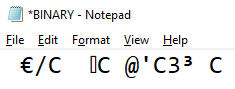 *BINARY - Notepad
File Edit Format View Help
€/C ▯C @'C3³ C